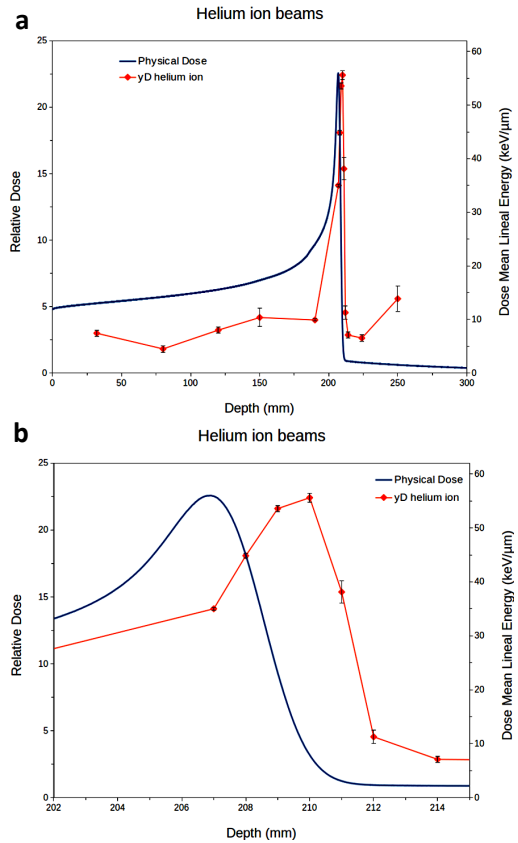 Helium ion beams
a
Physical Dose
yD helium ion
Relative Dose
25
20
15
10
5
0
Dose Mean Lineal Energy (keV/µm)
60
50
40
30
20
10
0
0 50 100 150 200 250 300
Depth (mm)
b
Helium ion beams
Physical Dose
yD helium ion
Relative Dose
25
20
15
10
5
0
Dose Mean Lineal Energy (keV/µm)
60
50
40
30
20
10
0
202 204 206 208 210 212 214
Depth (mm)